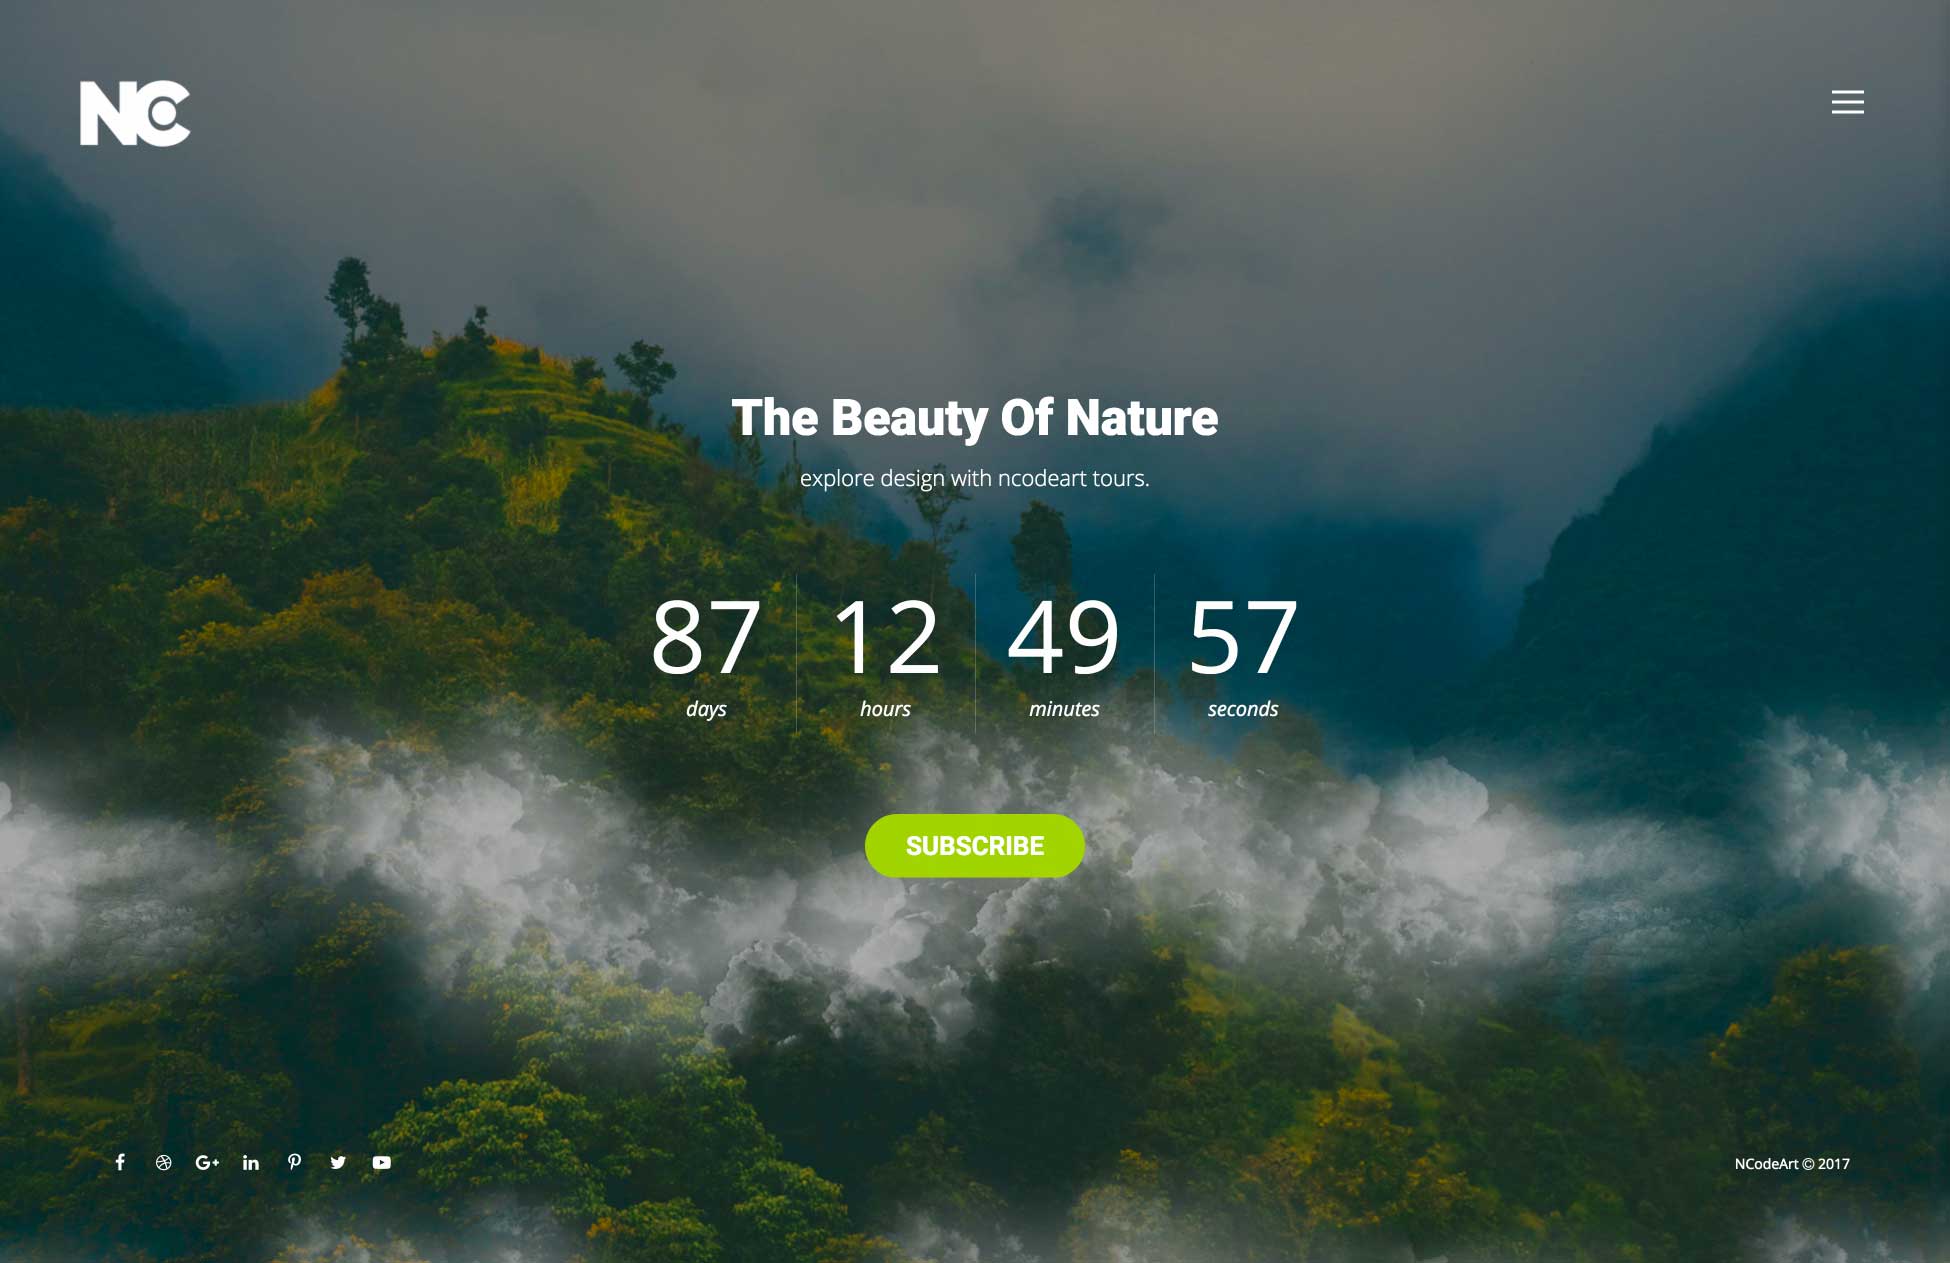 NC
The Beauty Of Nature
explore design with ncodeart tours.
87 12 49 57
days hours minutes seconds
SUBSCRIBE
NCodeArt © 2017